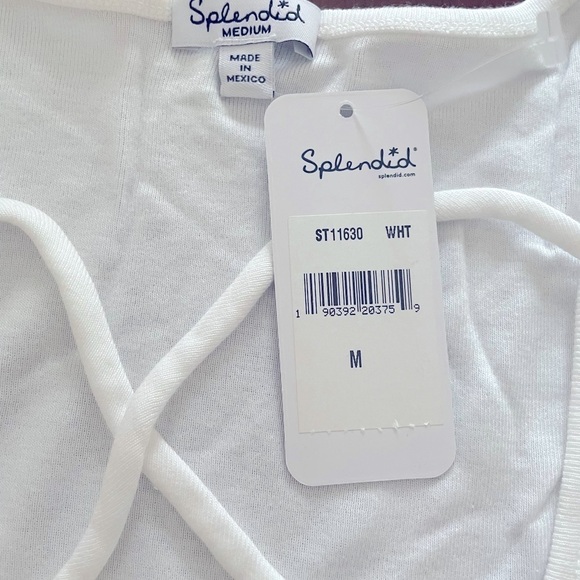 Splendid
MEDIUM
MADE
IN
MEXICO
Splendid®
splendid.com
ST11630 WHT
1 90392 20375 9
M